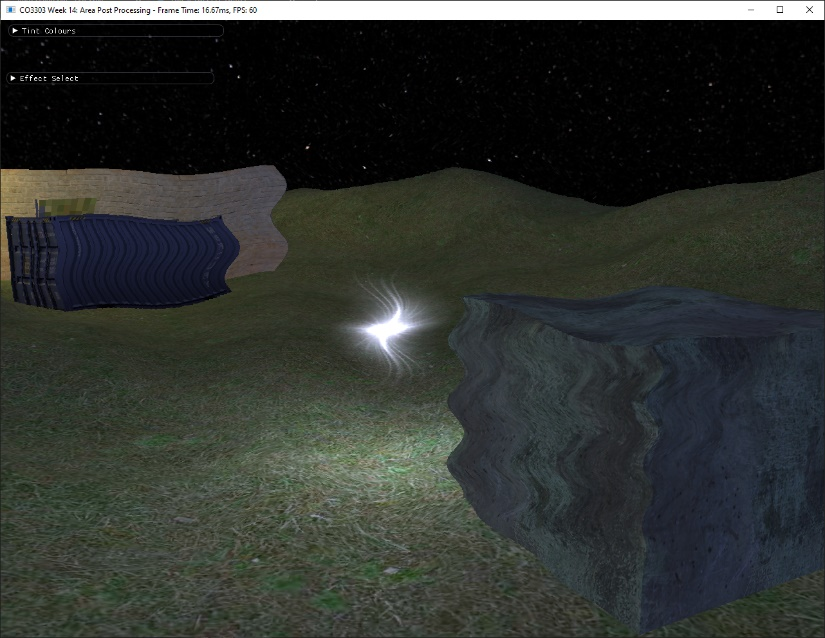 CO3303 Week 14: Area Post Processing - Frame Time: 16.67ms, FPS: 60
Tint Colours
Effect Select